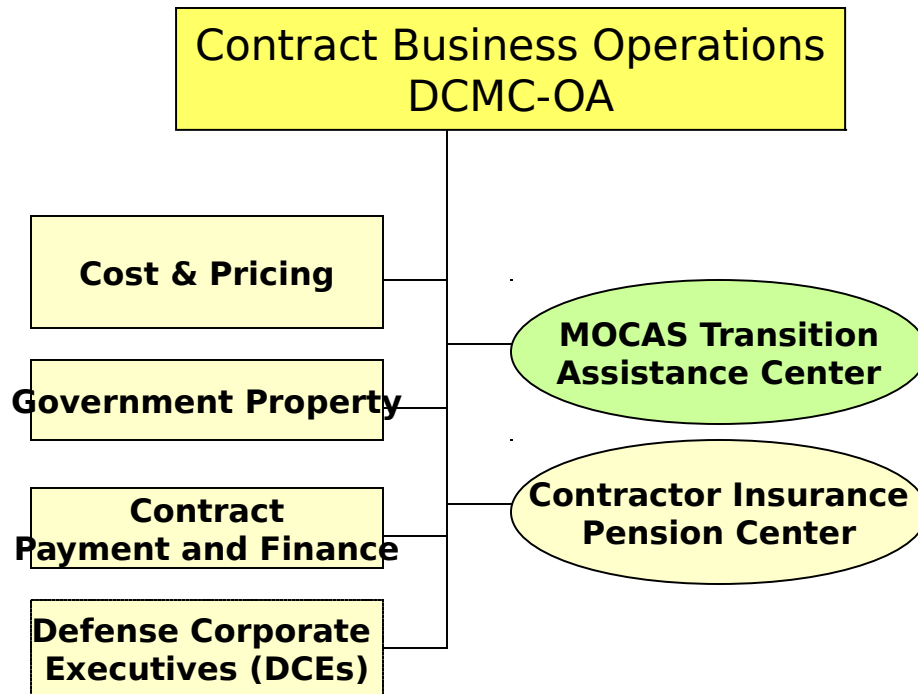 Contract Business Operations
DCMC-OA
Cost & Pricing
MOCAS Transition
Assistance Center
Government Property
Contractor Insurance
Pension Center
Contract
Payment and Finance
Defense Corporate
Executives (DCEs)